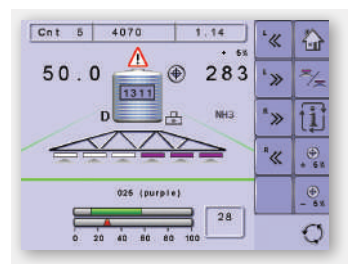 Cnt 5 4070 1.14
+ 5%
50.0 283
1311
D NH3
026 (purple)
28
0 20 40 60 80 100
L
L
R
R
+ 5%
- 5%